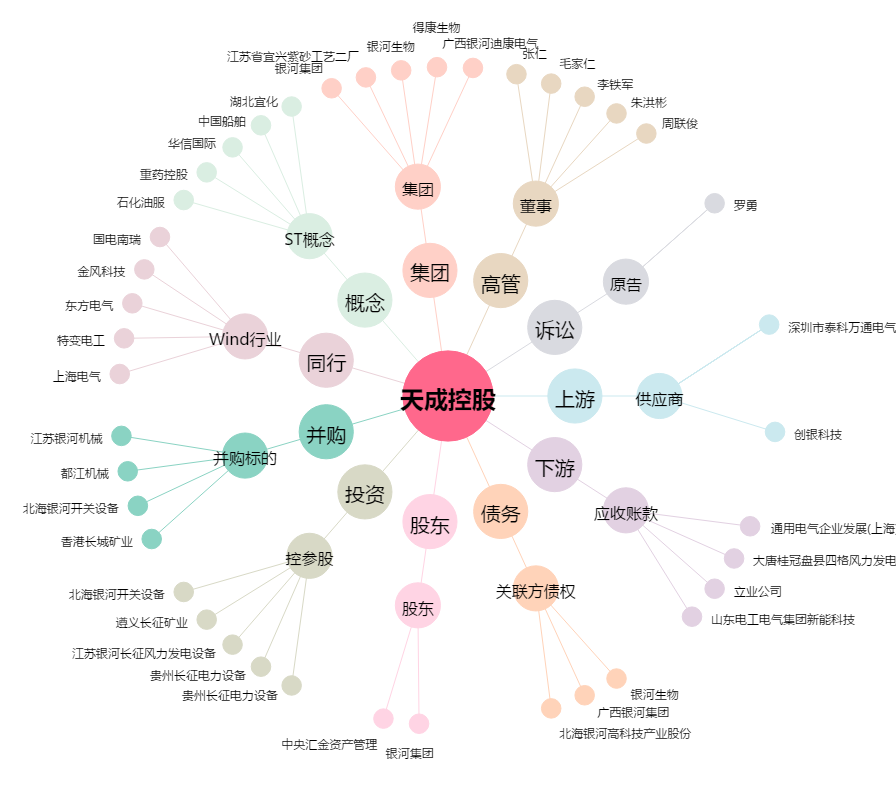 得康生物
银河生物
广西银河迪康电气
江苏省宜兴紫砂工艺二厂
银河集团
张仁
毛家仁
李铁军
朱洪彬
周联俊
湖北宜化
中国船舶
华信国际
重药控股
石化油服
集团
董事
罗勇
ST概念
国电南瑞
金风科技
东方电气
特变电工
上海电气
集团
高管
原告
概念
诉讼
深圳市泰科万通电气
Wind行业
同行
天成控股
上游
供应商
创银科技
江苏银河机械
都江机械
北海银河开关设备
香港长城矿业
并购标的
并购
下游
投资
股东
债务
应收账款
通用电气企业发展(上海
大唐桂冠盘县四格风力发电
立业公司
山东电工电气集团新能科技
控参股
北海银河开关设备
遵义长征矿业
江苏银河长征风力发电设备
贵州长征电力设备
贵州长征电力设备
股东
关联方债权
中央汇金资产管理
银河集团
银河生物
广西银河集团
北海银河高科技产业股份